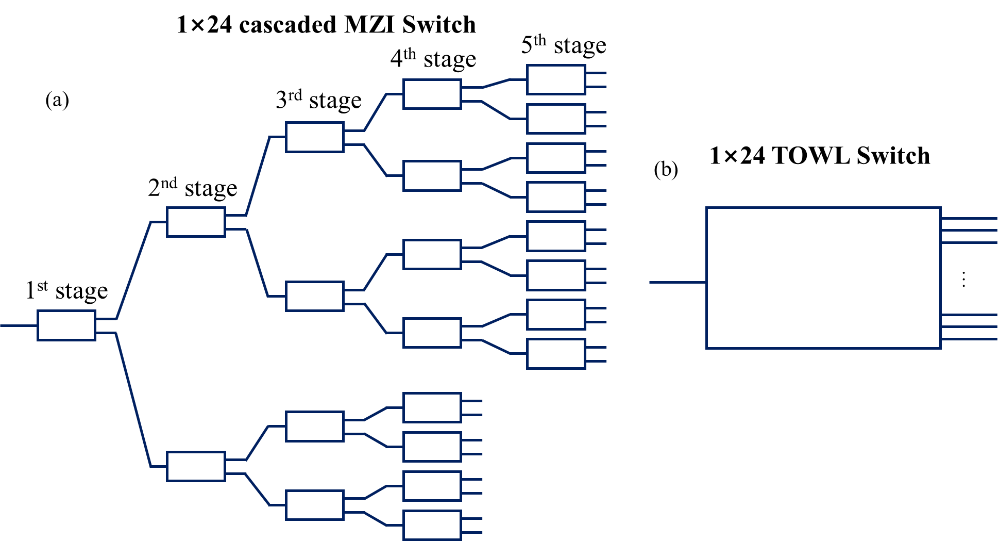 1×24 cascaded MZI Switch
5th stage
4th stage
(a)
3rd stage
2nd stage
1st stage
1×24 TOWL Switch
(b)
⋮